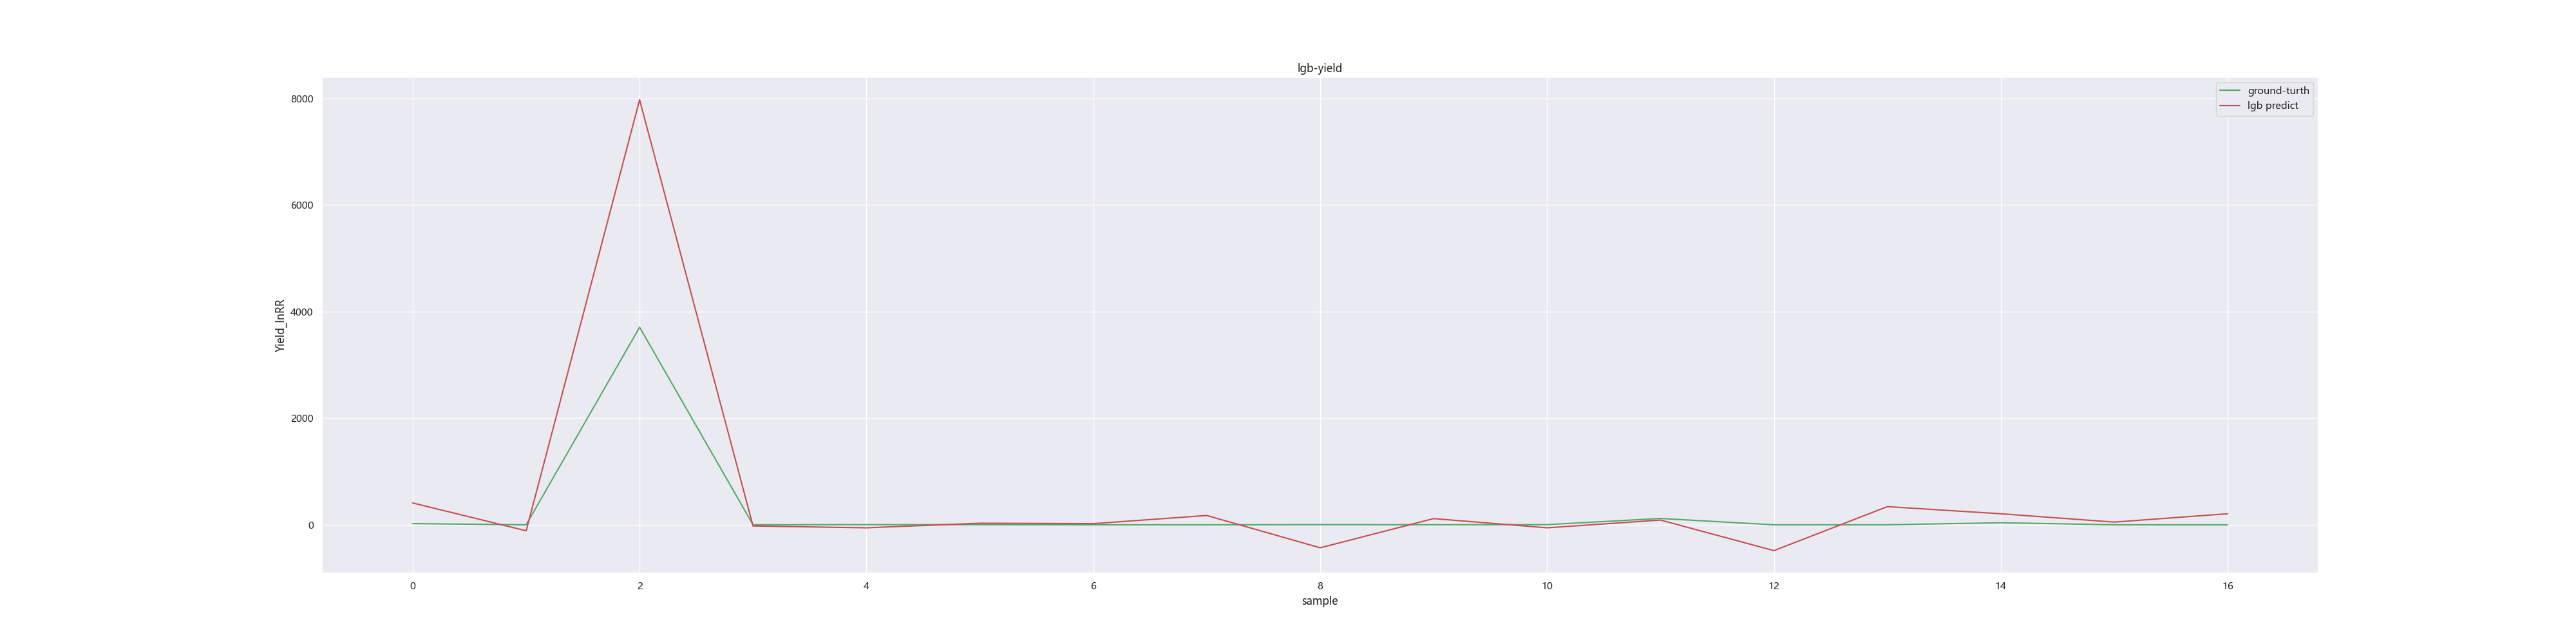 lgb-yield
ground-turth
lgb predict
8000
6000
4000
2000
0
Yield_lnRR
0 2 4 6 8 10 12 14 16
sample